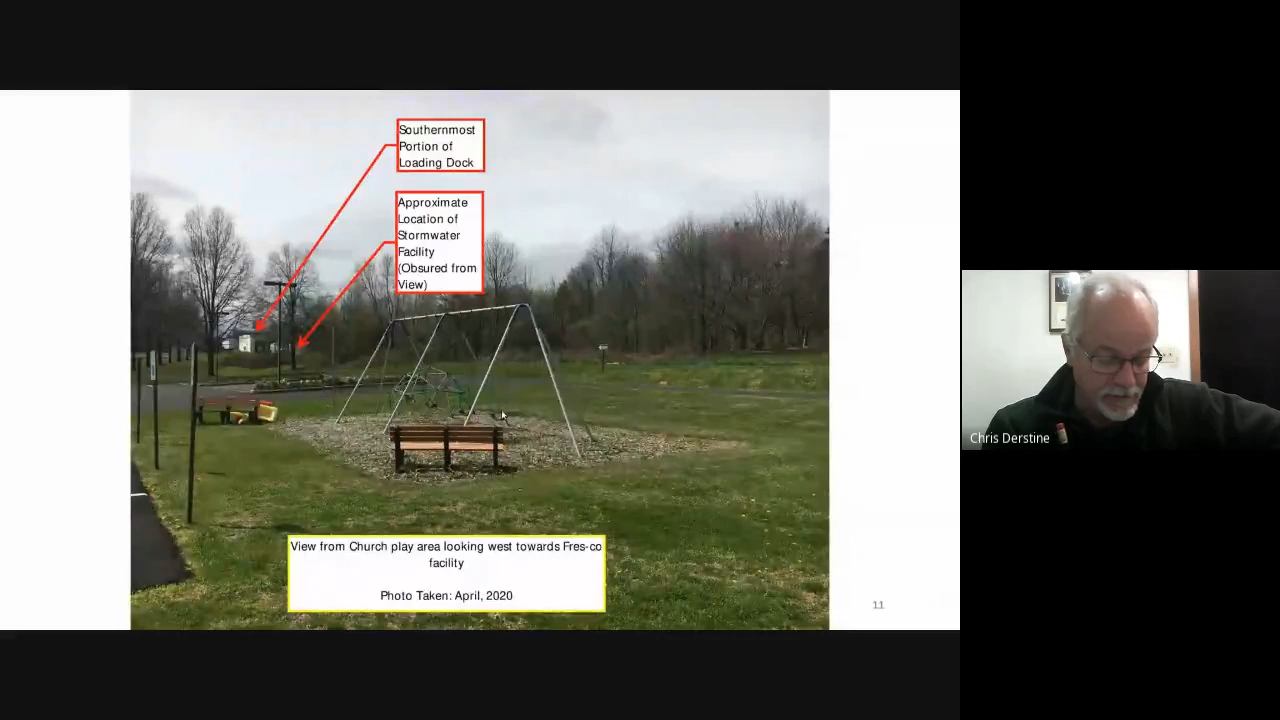 Southernmost
Portion of
Loading Dock
Approximate
Location of
Stormwater
Facility
(Obsured from
View)
View from Church play area looking west towards Fres-co
facility
Photo Taken: April, 2020
11
Chris Derstine